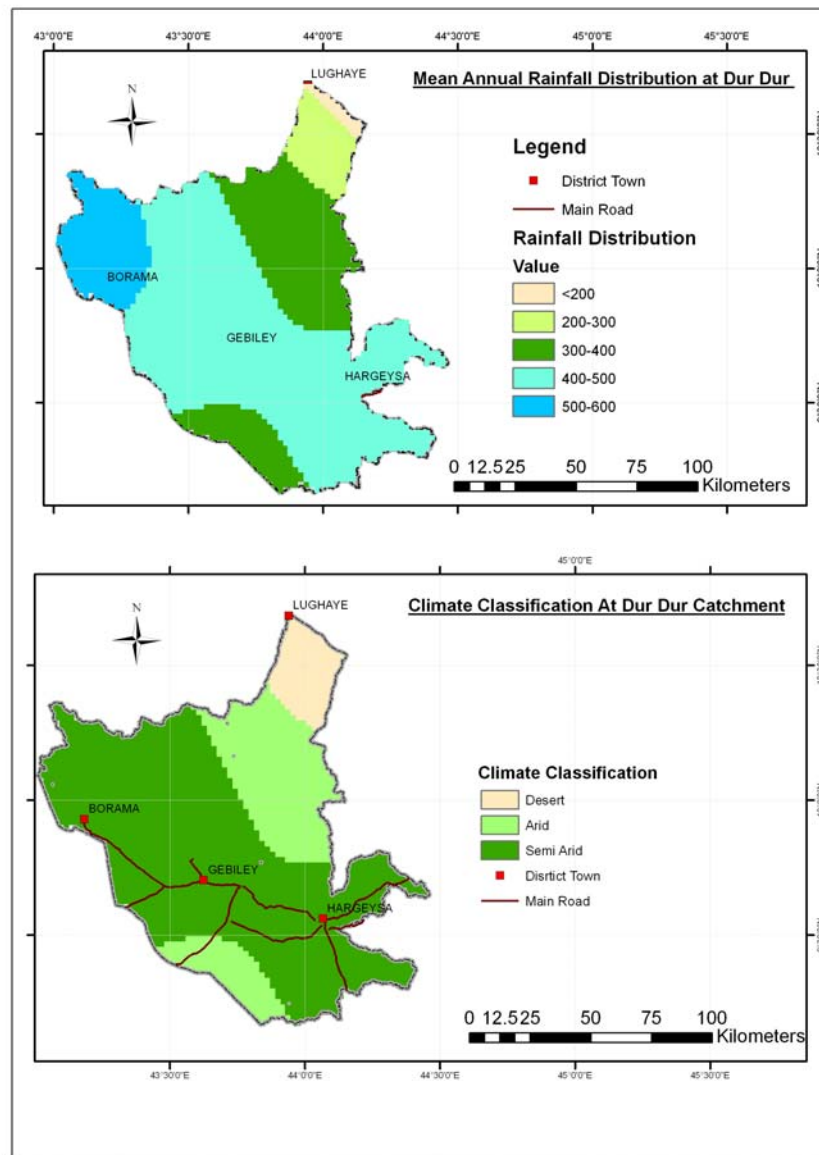 43°0'0"E 43°30'0"E 44°0'0"E 44°30'0"E 45°0'0"E 45°30'0"E
LUGHAYE
Mean Annual Rainfall Distribution at Dur Dur
N
Legend
District Town
Main Road
Rainfall Distribution
Value
<200
200-300
300-400
400-500
500-600
BORAMA
GEBILEY
HARGEYSA
0 12.5 25 50 75 100
Kilometers
45°0'0"E
LUGHAYE
Climate Classification At Dur Dur Catchment
N
Climate Classification
Desert
Arid
Semi Arid
Disrtict Town
Main Road
BORAMA
GEBILEY
HARGEYSA
0 12.5 25 50 75 100
Kilometers
43°30'0"E 44°0'0"E 44°30'0"E 45°0'0"E 45°30'0"E